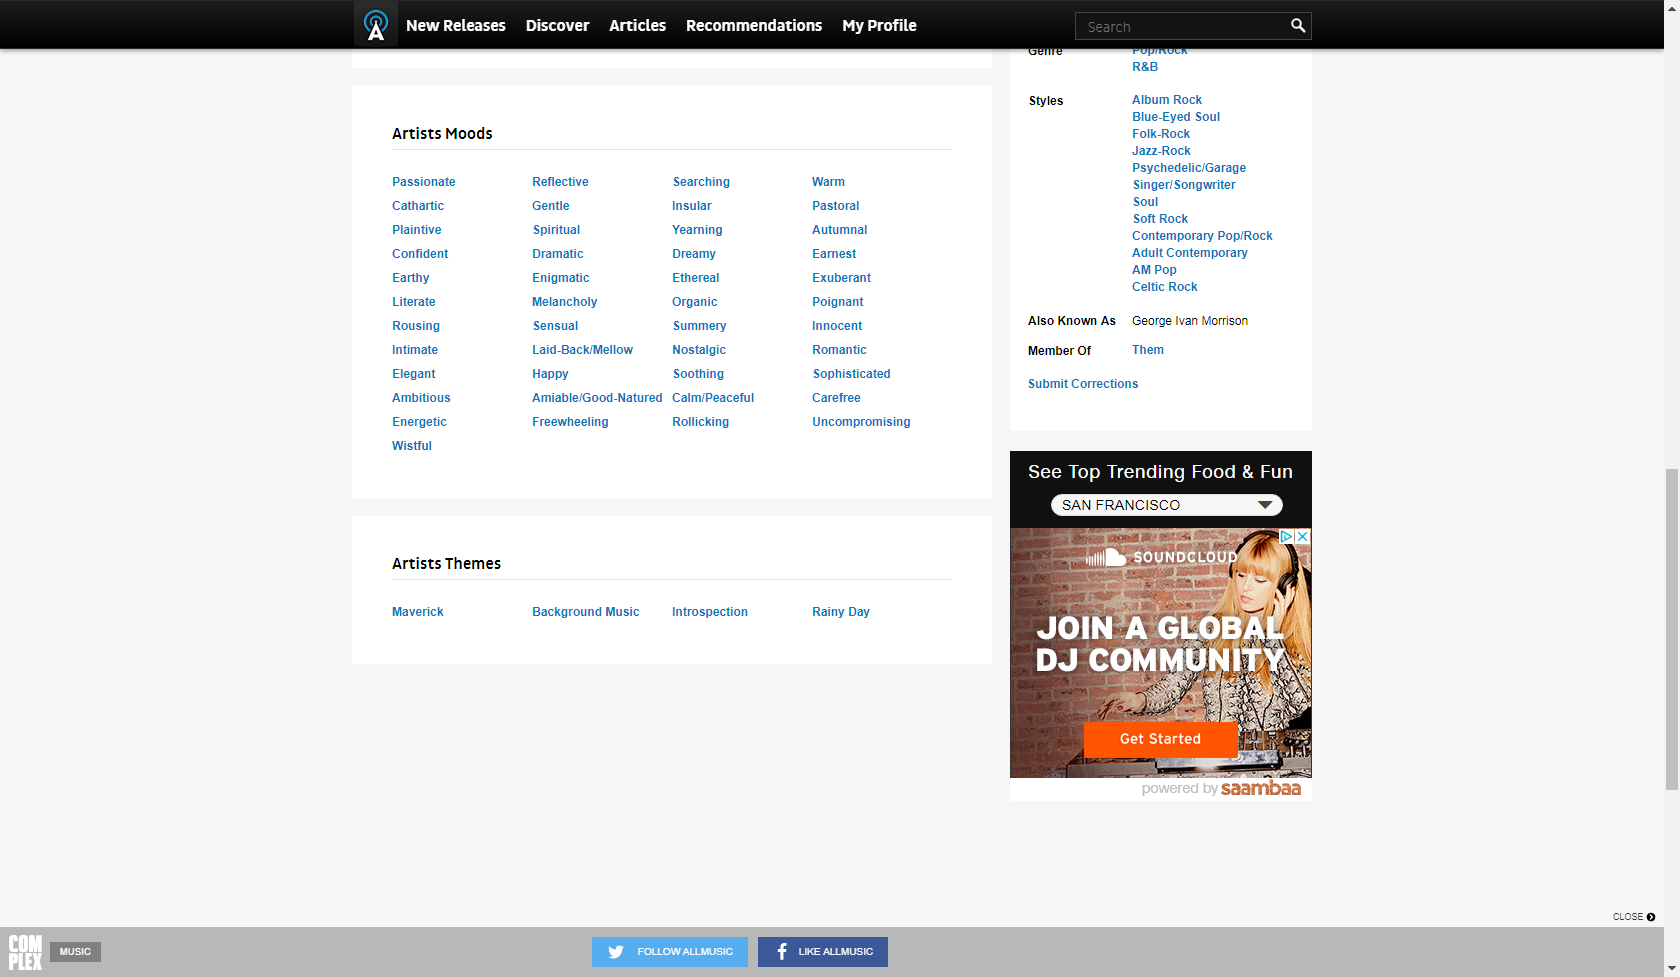 New Releases Discover Articles Recommendations My Profile Search
Genre Pop/Rock
R&B
Styles Album Rock
Blue-Eyed Soul
Folk-Rock
Jazz-Rock
Psychedelic/Garage
Singer/Songwriter
Soul
Soft Rock
Contemporary Pop/Rock
Adult Contemporary
AM Pop
Celtic Rock
Also Known As George Ivan Morrison
Member Of Them
Submit Corrections
Artists Moods
Passionate Reflective Searching Warm
Cathartic Gentle Insular Pastoral
Plaintive Spiritual Yearning Autumnal
Confident Dramatic Dreamy Earnest
Earthy Enigmatic Ethereal Exuberant
Literate Melancholy Organic Poignant
Rousing Sensual Summery Innocent
Intimate Laid-Back/Mellow Nostalgic Romantic
Elegant Happy Soothing Sophisticated
Ambitious Amiable/Good-Natured Calm/Peaceful Carefree
Energetic Freewheeling Rollicking Uncompromising
Wistful
Artists Themes
Maverick Background Music Introspection Rainy Day
See Top Trending Food & Fun
SAN FRANCISCO
SOUNDCLOUD
JOIN A GLOBAL
DJ COMMUNITY
Get Started
powered by saambaa
CLOSE
COMPLEX MUSIC FOLLOW ALLMUSIC LIKE ALLMUSIC